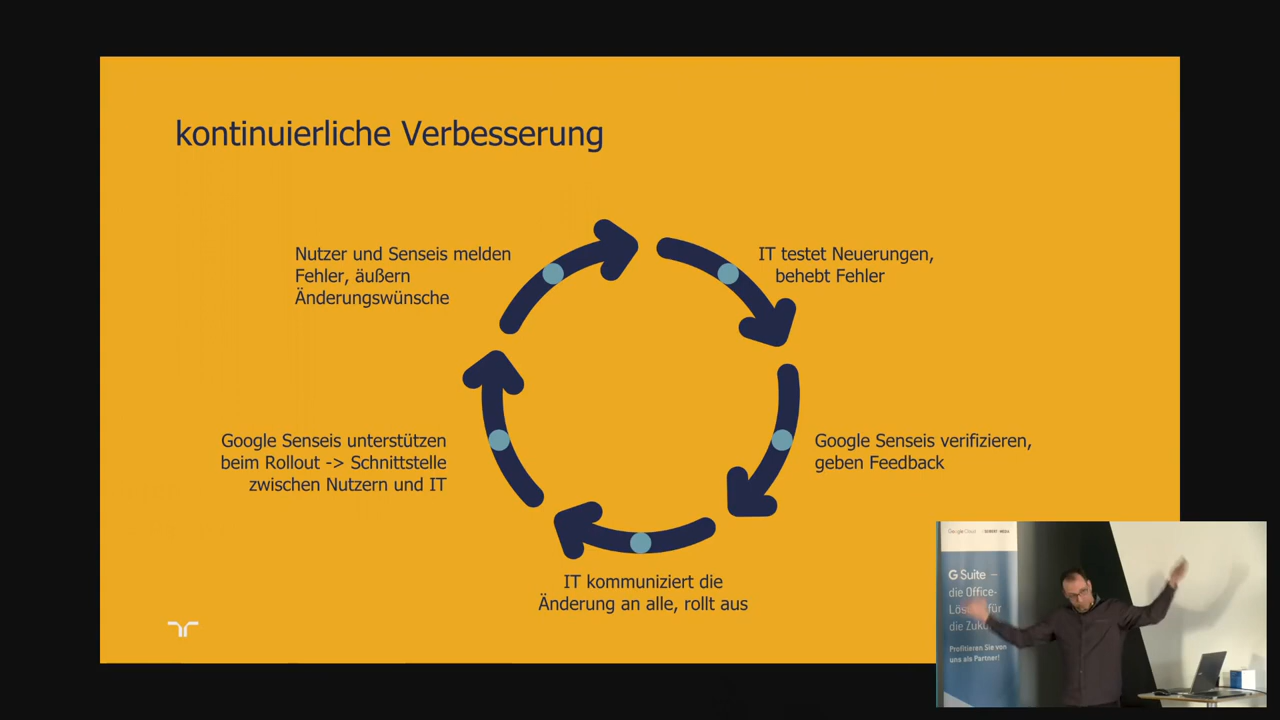 kontinuierliche Verbesserung
Nutzer und Senseis melden
Fehler, äußern
Änderungswünsche
IT testet Neuerungen,
behebt Fehler
Google Senseis unterstützen
beim Rollout -> Schnittstelle
zwischen Nutzern und IT
Google Senseis verifizieren,
geben Feedback
IT kommuniziert die
Änderung an alle, rollt aus
Google Cloud
G Suite –
die Office-
für
die
Profitieren Sie von
uns als Partner!